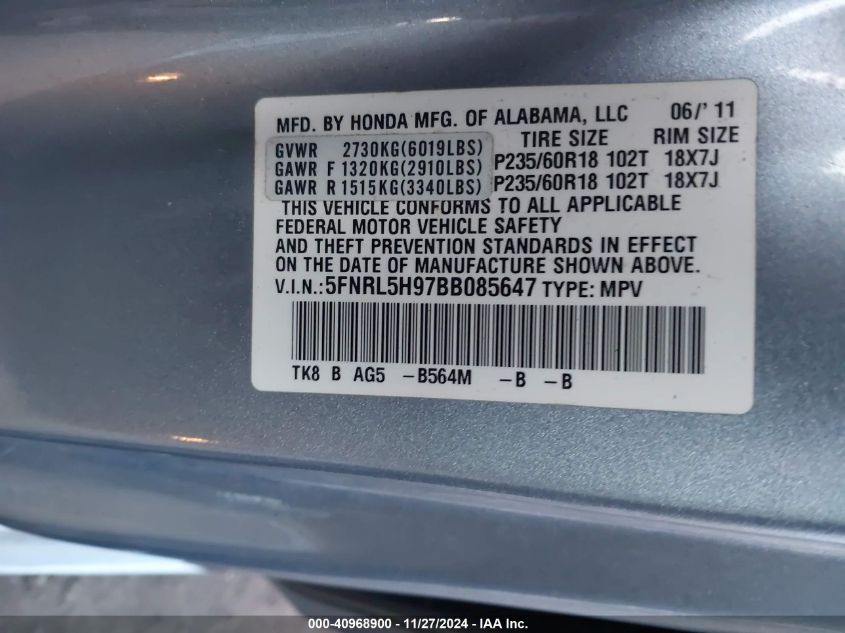 MFD. BY HONDA MFG. OF ALABAMA, LLC 06/' 11
TIRE SIZE RIM SIZE
GVWR 2730KG(6019LBS)
GAWR F 1320KG(2910LBS) P235/60R18 102T 18X7J
GAWR R 1515KG(3340LBS) P235/60R18 102T 18X7J
THIS VEHICLE CONFORMS TO ALL APPLICABLE
FEDERAL MOTOR VEHICLE SAFETY
AND THEFT PREVENTION STANDARDS IN EFFECT
ON THE DATE OF MANUFACTURE SHOWN ABOVE.
V.I.N.:5FNRL5H97BB085647 TYPE: MPV
TK8 B AG5 -B564M -B -B
000-40968900 - 11/27/2024 - IAA Inc.